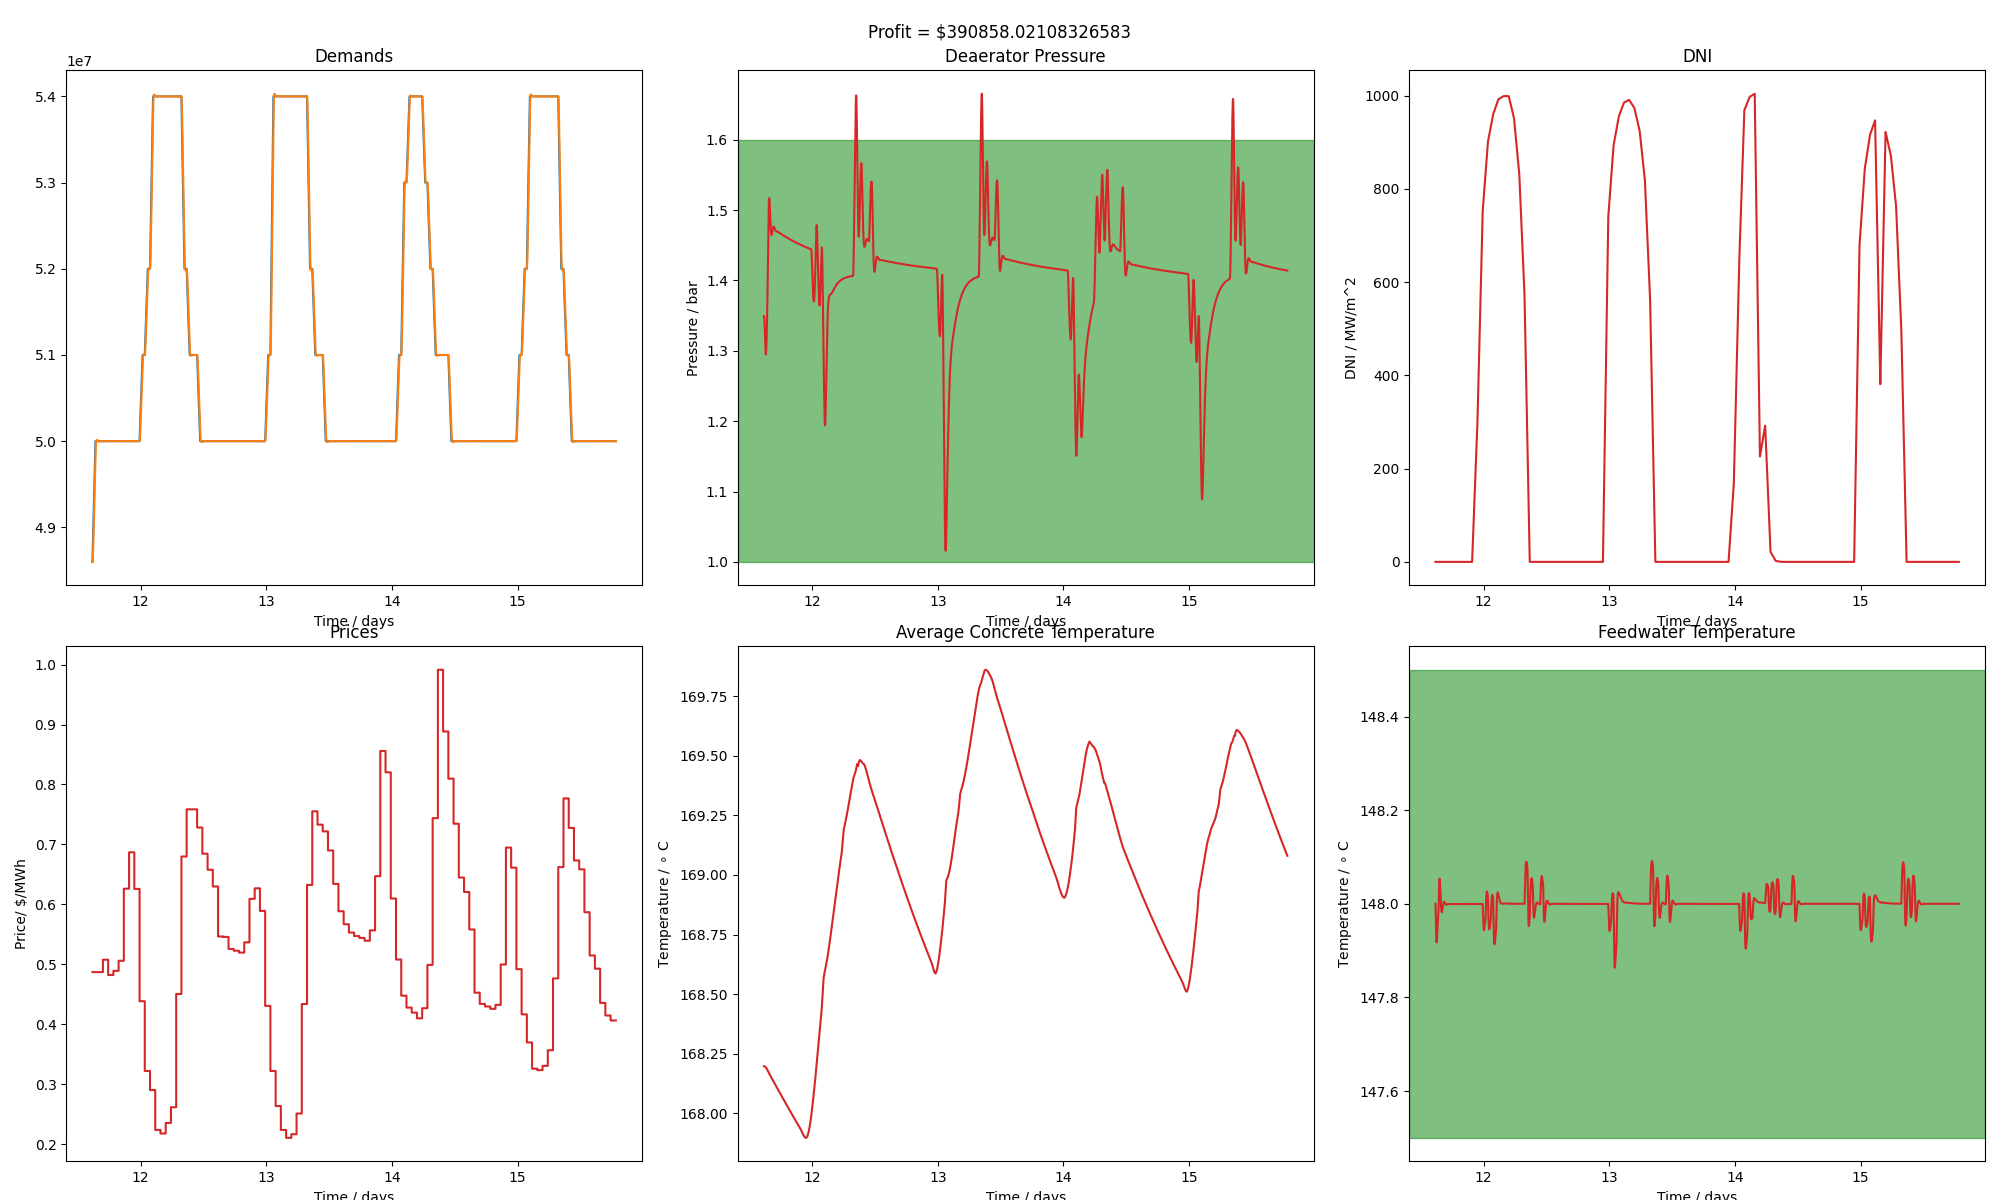 Profit = $390858.02108326583
Demands
1e7
5.4
5.3
5.2
5.1
5.0
4.9
12 13 14 15
Time / days
Deaerator Pressure
Pressure / bar
1.6
1.5
1.4
1.3
1.2
1.1
1.0
12 13 14 15
Time / days
DNI
DNI / MW/m^2
1000
800
600
400
200
0
12 13 14 15
Time / days
Prices
Price/ $/MWh
1.0
0.9
0.8
0.7
0.6
0.5
0.4
0.3
0.2
12 13 14 15
Time / days
Average Concrete Temperature
Temperature / ∘ C
169.75
169.50
169.25
169.00
168.75
168.50
168.25
168.00
12 13 14 15
Time / days
Feedwater Temperature
Temperature / ∘ C
148.4
148.2
148.0
147.8
147.6
12 13 14 15
Time / days